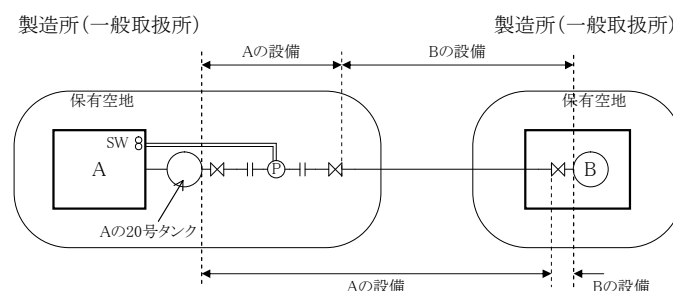 製造所(一般取扱所)
製造所(一般取扱所)
Aの設備
Bの設備
保有空地
保有空地
SW
A
P
B
Aの20号タンク
Aの設備
Bの設備